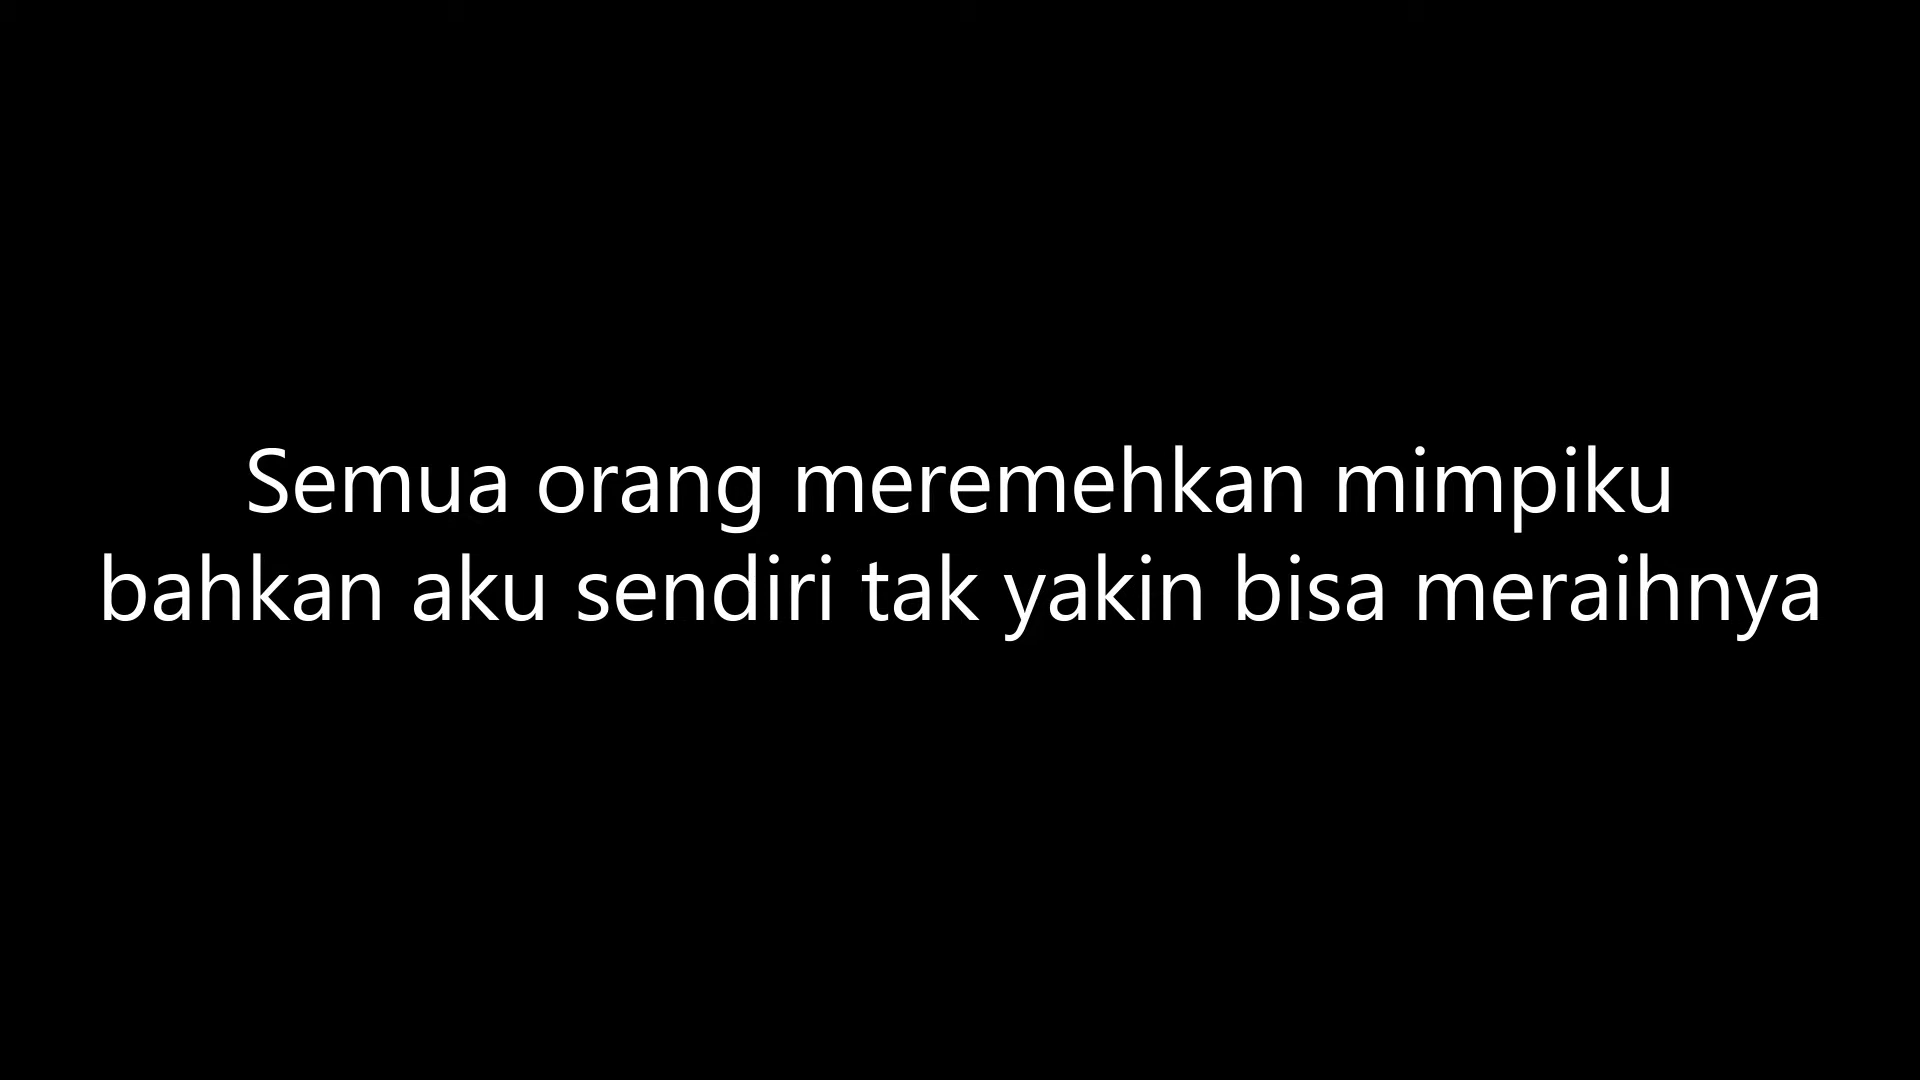 Semua orang meremehkan mimpiku
bahkan aku sendiri tak yakin bisa meraihnya